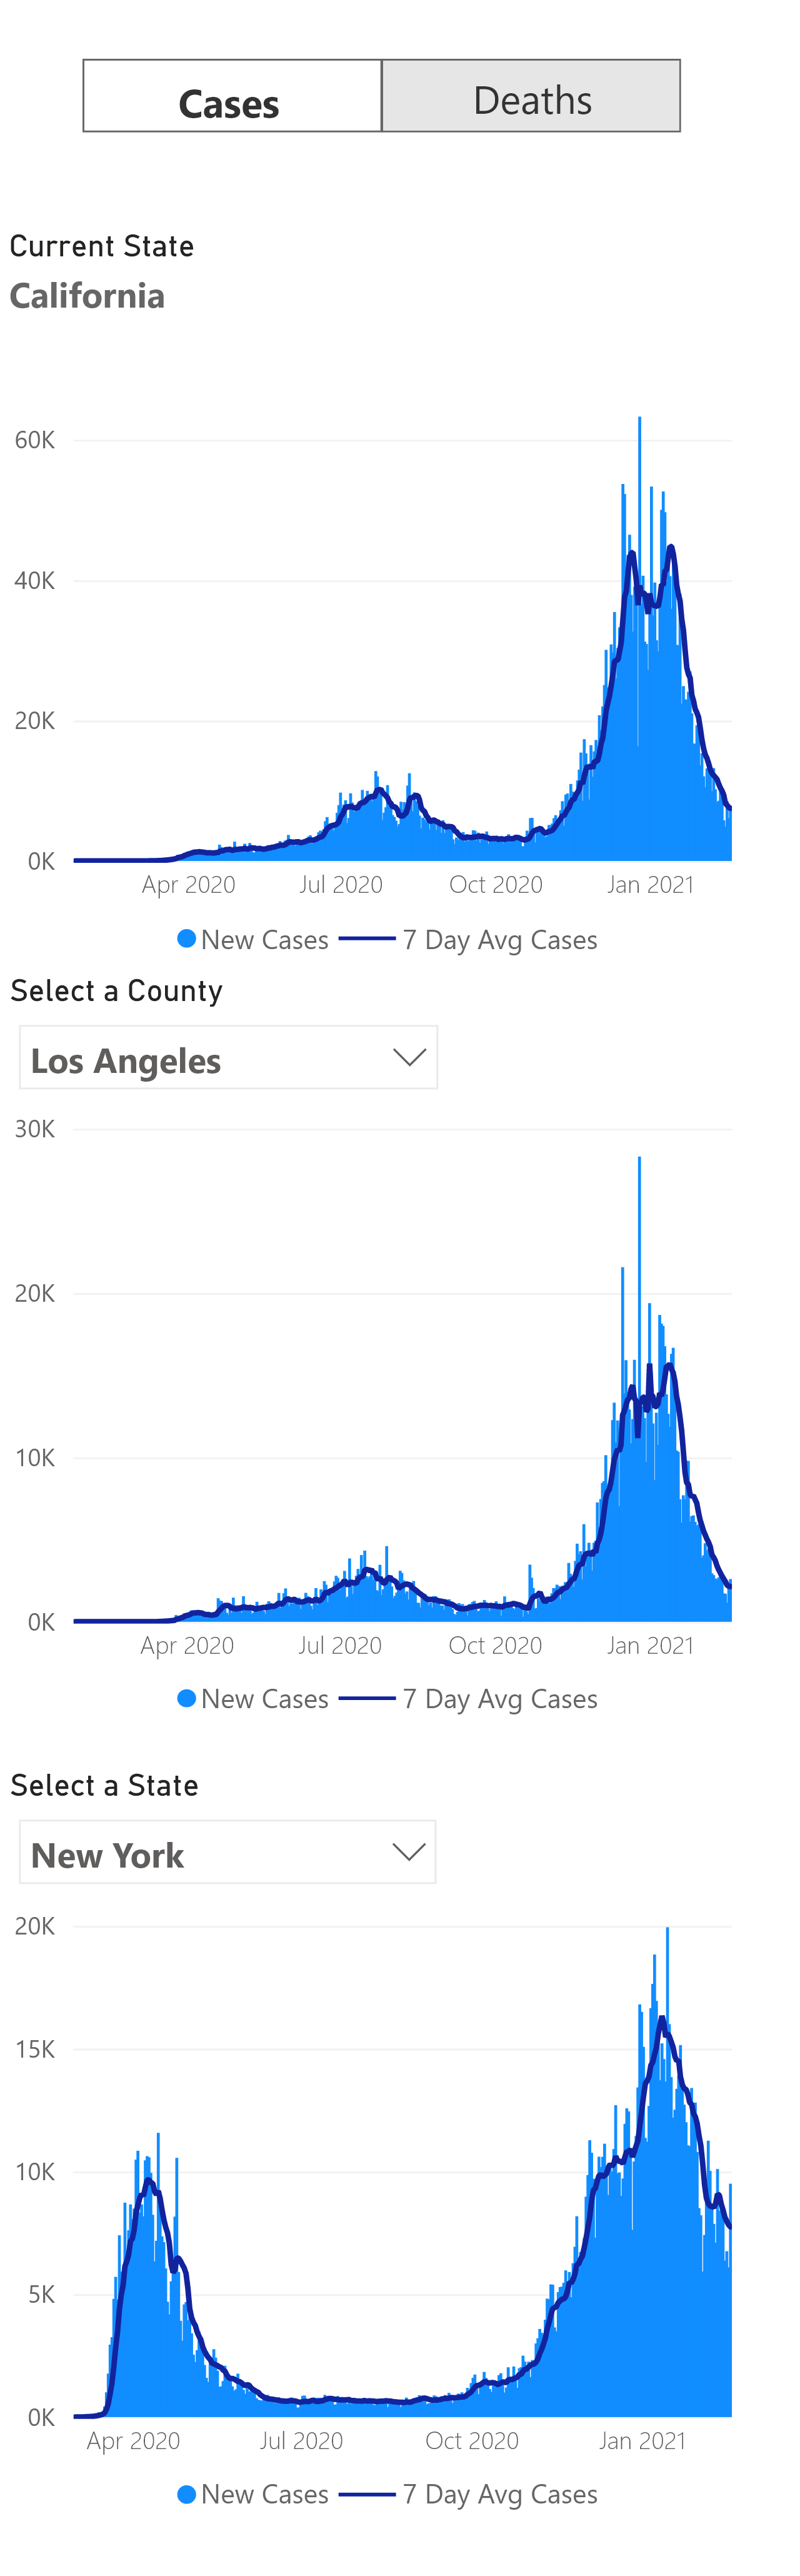 Cases Deaths
Current State
California
60K
40K
20K
0K
Apr 2020 Jul 2020 Oct 2020 Jan 2021
New Cases 7 Day Avg Cases
Select a County
Los Angeles
30K
20K
10K
0K
Apr 2020 Jul 2020 Oct 2020 Jan 2021
New Cases 7 Day Avg Cases
Select a State
New York
20K
15K
10K
5K
0K
Apr 2020 Jul 2020 Oct 2020 Jan 2021
New Cases 7 Day Avg Cases